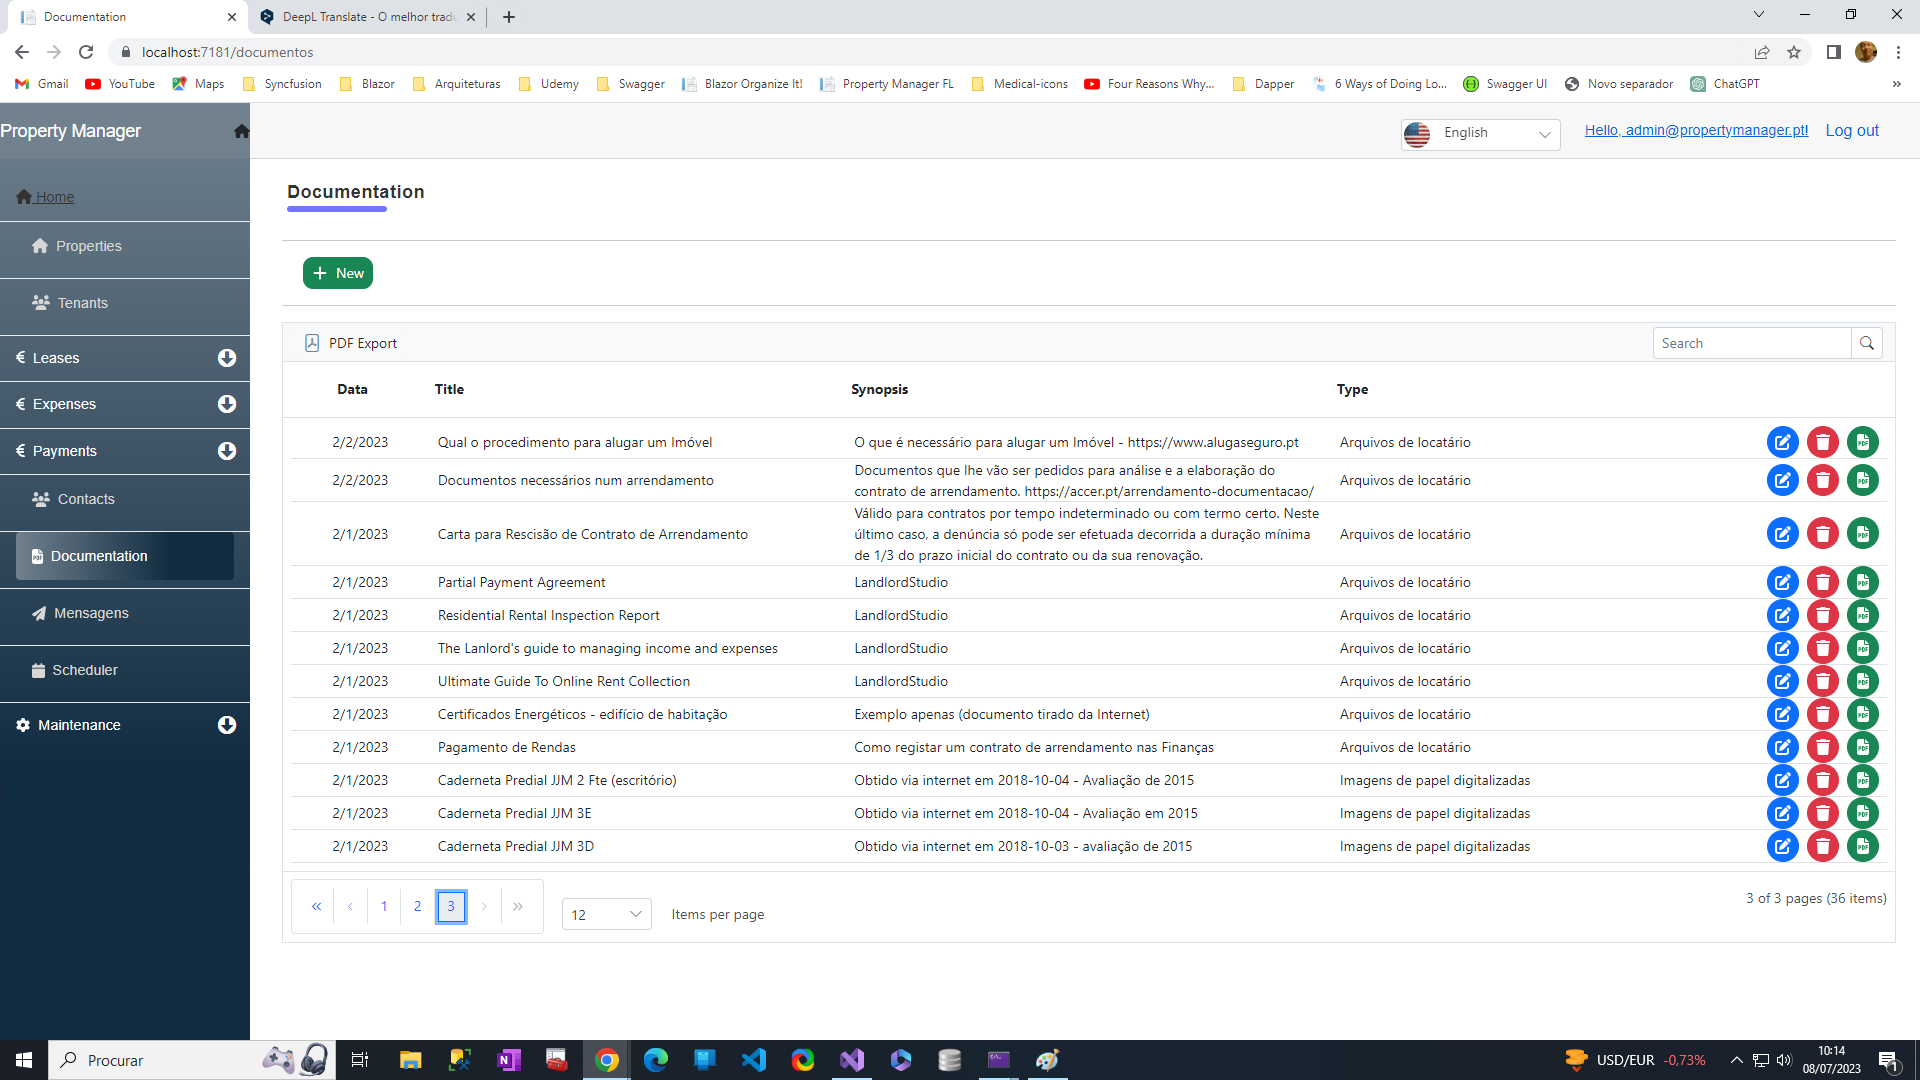 Documentation
DeepL Translate - O melhor tradu
localhost:7181/documentos
Gmail YouTube Maps Syncfusion Blazor Arquiteturas Udemy Swagger Blazor Organize It! Property Manager FL Medical-icons Four Reasons Why... Dapper 6 Ways of Doing Lo... Swagger UI Novo separador ChatGPT »
Property Manager
English
Hello, admin@propertymanager.pt!
Log out
Home
Properties
Tenants
€ Leases
€ Expenses
€ Payments
Contacts
Documentation
Mensagens
Scheduler
Maintenance
Documentation
+ New
PDF Export
Search
Data Title Synopsis Type
2/2/2023 Qual o procedimento para alugar um Imóvel O que é necessário para alugar um Imóvel - https://www.alugaseguro.pt Arquivos de locatário PDF
2/2/2023 Documentos necessários num arrendamento Documentos que lhe vão ser pedidos para análise e a elaboração do
contrato de arrendamento. https://accer.pt/arrendamento-documentacao/ Arquivos de locatário PDF
2/1/2023 Carta para Rescisão de Contrato de Arrendamento Válido para contratos por tempo indeterminado ou com termo certo. Neste
último caso, a denúncia só pode ser efetuada decorrida a duração mínima
de 1/3 do prazo inicial do contrato ou da sua renovação. Arquivos de locatário PDF
2/1/2023 Partial Payment Agreement LandlordStudio Arquivos de locatário PDF
2/1/2023 Residential Rental Inspection Report LandlordStudio Arquivos de locatário PDF
2/1/2023 The Lanlord's guide to managing income and expenses LandlordStudio Arquivos de locatário PDF
2/1/2023 Ultimate Guide To Online Rent Collection LandlordStudio Arquivos de locatário PDF
2/1/2023 Certificados Energéticos - edifício de habitação Exemplo apenas (documento tirado da Internet) Arquivos de locatário PDF
2/1/2023 Pagamento de Rendas Como registar um contrato de arrendamento nas Finanças Arquivos de locatário PDF
2/1/2023 Caderneta Predial JJM 2 Fte (escritório) Obtido via internet em 2018-10-04 - Avaliação de 2015 Imagens de papel digitalizadas PDF
2/1/2023 Caderneta Predial JJM 3E Obtido via internet em 2018-10-04 - Avaliação em 2015 Imagens de papel digitalizadas PDF
2/1/2023 Caderneta Predial JJM 3D Obtido via internet em 2018-10-03 - avaliação de 2015 Imagens de papel digitalizadas PDF
« ‹ 1 2 3 › »
12
Items per page
3 of 3 pages (36 items)
Procurar
USD/EUR -0,73%
10:14
08/07/2023
1